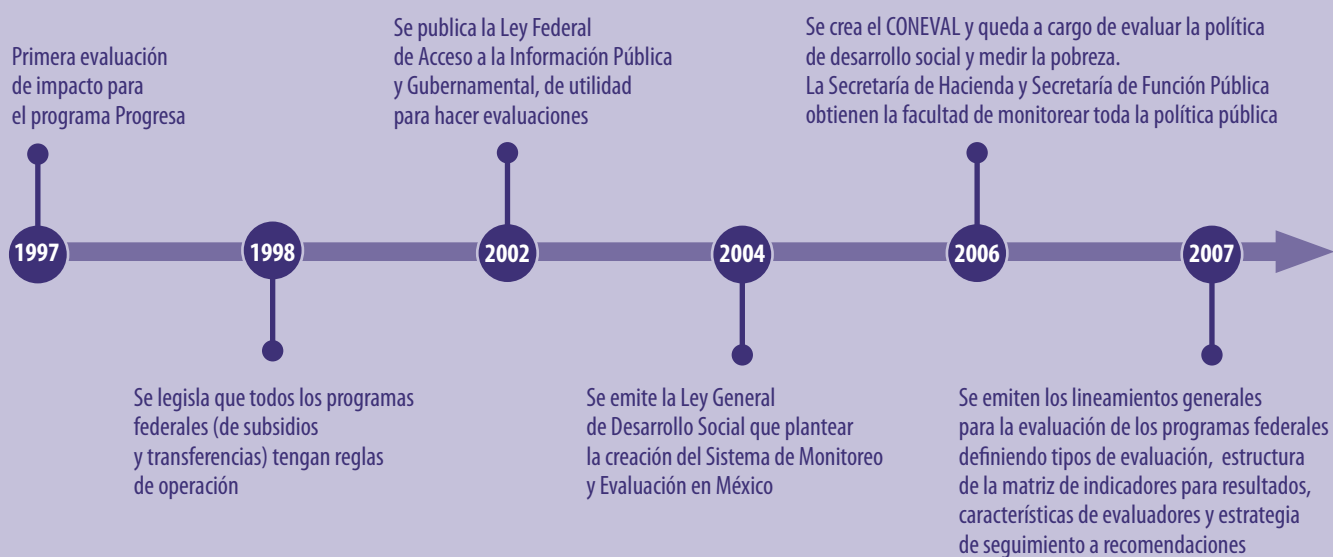 Primera evaluación
de impacto para
el programa Progresa
Se publica la Ley Federal
de Acceso a la Información Pública
y Gubernamental, de utilidad
para hacer evaluaciones
Se crea el CONEVAL y queda a cargo de evaluar la política
de desarrollo social y medir la pobreza.
La Secretaría de Hacienda y Secretaría de Función Pública
obtienen la facultad de monitorear toda la política pública
1997
1998
2002
2004
2006
2007
Se legisla que todos los programas
federales (de subsidios
y transferencias) tengan reglas
de operación
Se emite la Ley General
de Desarrollo Social que plantear
la creación del Sistema de Monitoreo
y Evaluación en México
Se emiten los lineamientos generales
para la evaluación de los programas federales
definiendo tipos de evaluación, estructura
de la matriz de indicadores para resultados,
características de evaluadores y estrategia
de seguimiento a recomendaciones